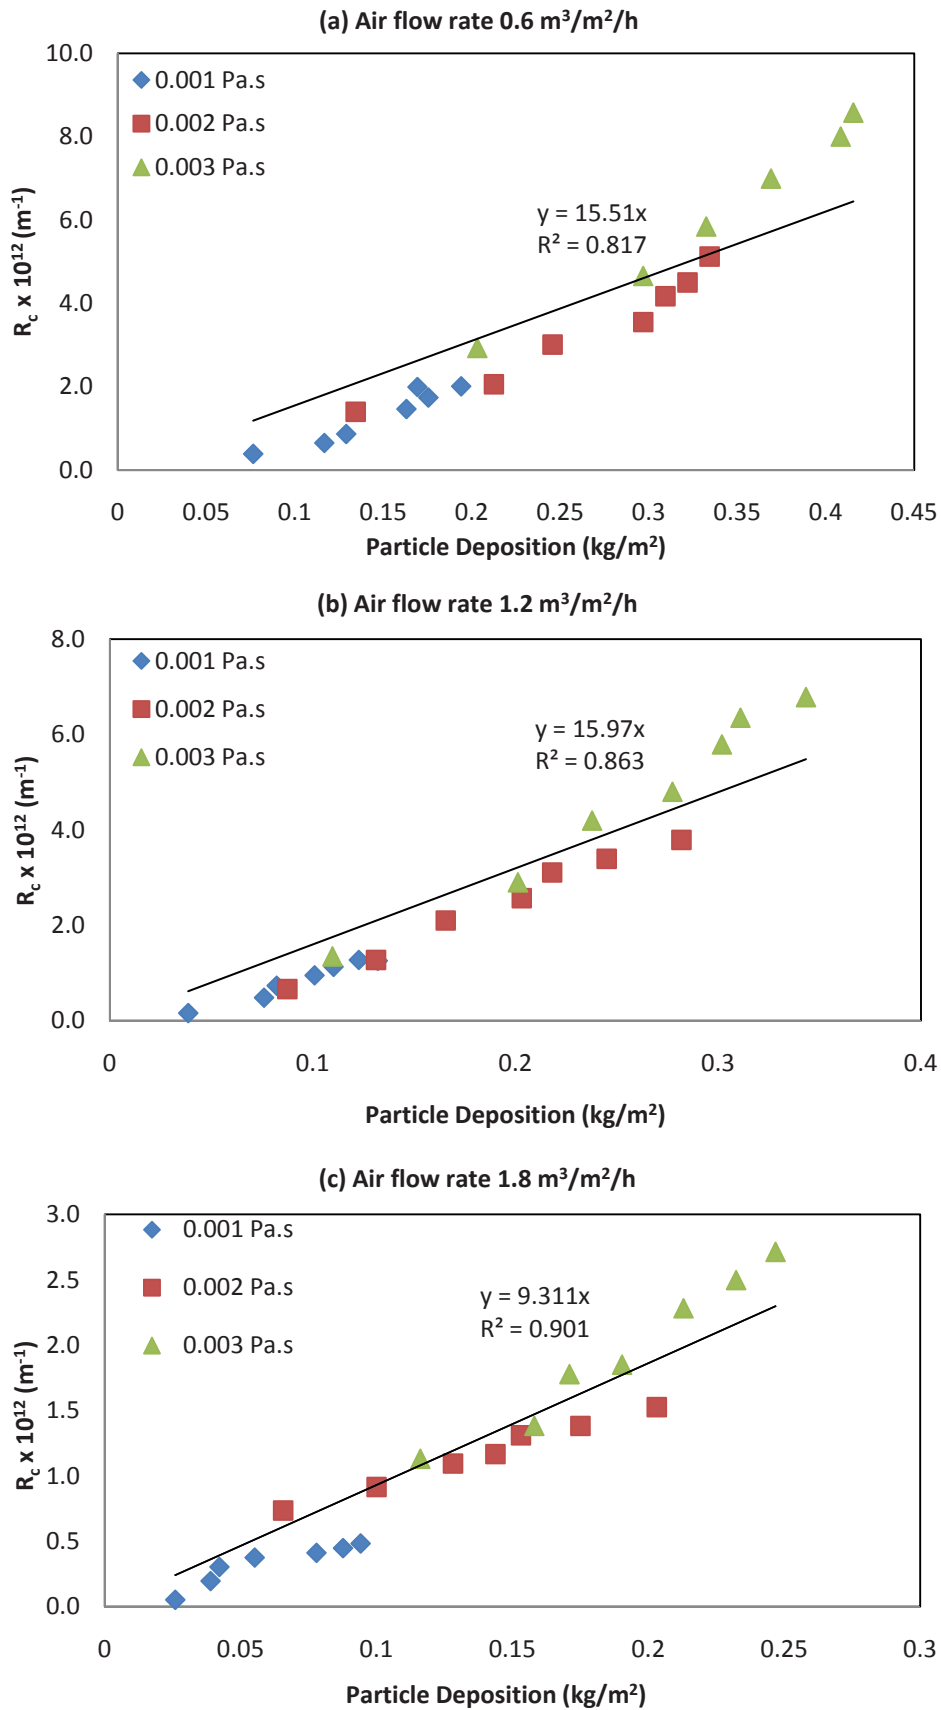 (a) Air flow rate 0.6 m³/m²/h
10.0
8.0
6.0
4.0
2.0
0.0
R_c x 10¹² (m⁻¹)
0.001 Pa.s
0.002 Pa.s
0.003 Pa.s
y = 15.51x
R² = 0.817
0 0.05 0.1 0.15 0.2 0.25 0.3 0.35 0.4 0.45
Particle Deposition (kg/m²)
(b) Air flow rate 1.2 m³/m²/h
8.0
6.0
4.0
2.0
0.0
R_c x 10¹² (m⁻¹)
0.001 Pa.s
0.002 Pa.s
0.003 Pa.s
y = 15.97x
R² = 0.863
0 0.1 0.2 0.3 0.4
Particle Deposition (kg/m²)
(c) Air flow rate 1.8 m³/m²/h
3.0
2.5
2.0
1.5
1.0
0.5
0.0
R_c x 10¹² (m⁻¹)
0.001 Pa.s
0.002 Pa.s
0.003 Pa.s
y = 9.311x
R² = 0.901
0 0.05 0.1 0.15 0.2 0.25 0.3
Particle Deposition (kg/m²)